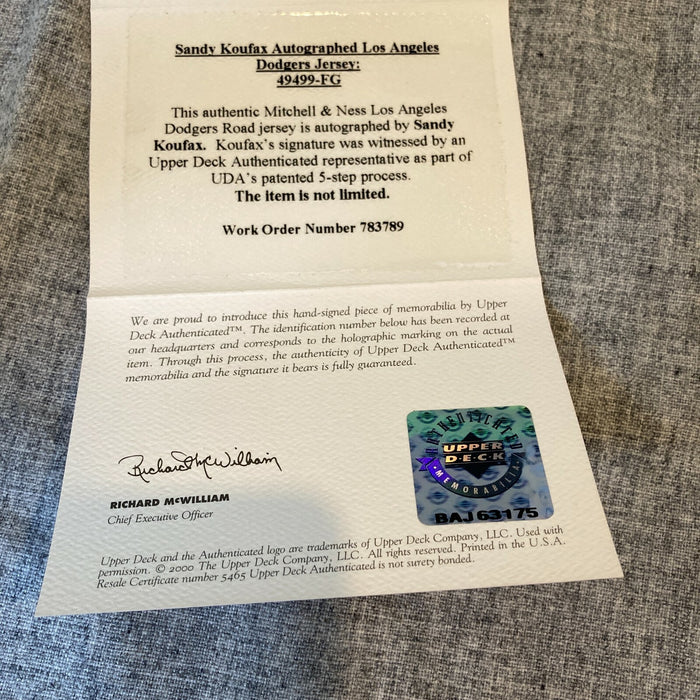 Sandy Koufax Autographed Los Angeles
Dodgers Jersey:
49499-FG
This authentic Mitchell & Ness Los Angeles
Dodgers Road jersey is autographed by Sandy
Koufax. Koufax's signature was witnessed by an
Upper Deck Authenticated representative as part of
UDA's patented 5-step process.
The item is not limited.
Work Order Number 783789
We are proud to introduce this hand-signed piece of memorabilia by Upper
Deck Authenticated™. The identification number below has been recorded at
our headquarters and corresponds to the holographic marking on the actual
item. Through this process, the authenticity of Upper Deck Authenticated™
memorabilia and the signature it bears is fully guaranteed.
AUTHENTICATED
UPPER
DECK
MEMORABILIA
BAJ63175
Richard McWilliam
RICHARD McWILLIAM
Chief Executive Officer
Upper Deck and the Authenticated logo are trademarks of Upper Deck Company, LLC. Used with
permission. © 2000 The Upper Deck Company, LLC. All rights reserved. Printed in the U.S.A.
Resale Certificate number 5465 Upper Deck Authenticated is not surety bonded.